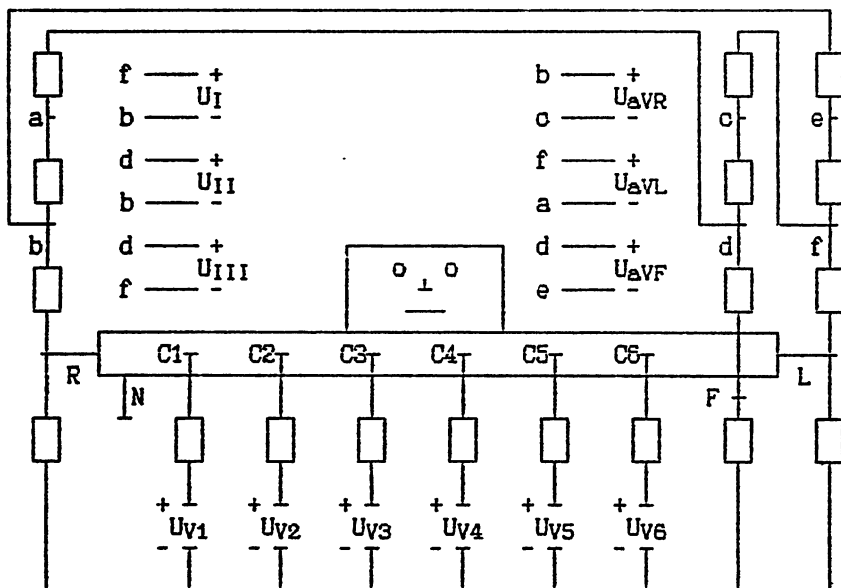 f + b +
U_I U_aVR
a b - c - c e
d + f +
U_II U_aVL
b - a -
b d + d + d f
U_III U_aVF
f - e -
C1 C2 C3 C4 C5 C6
R N F L
+ - + - + - + - + - + -
U_V1 U_V2 U_V3 U_V4 U_V5 U_V6
- - - - - -